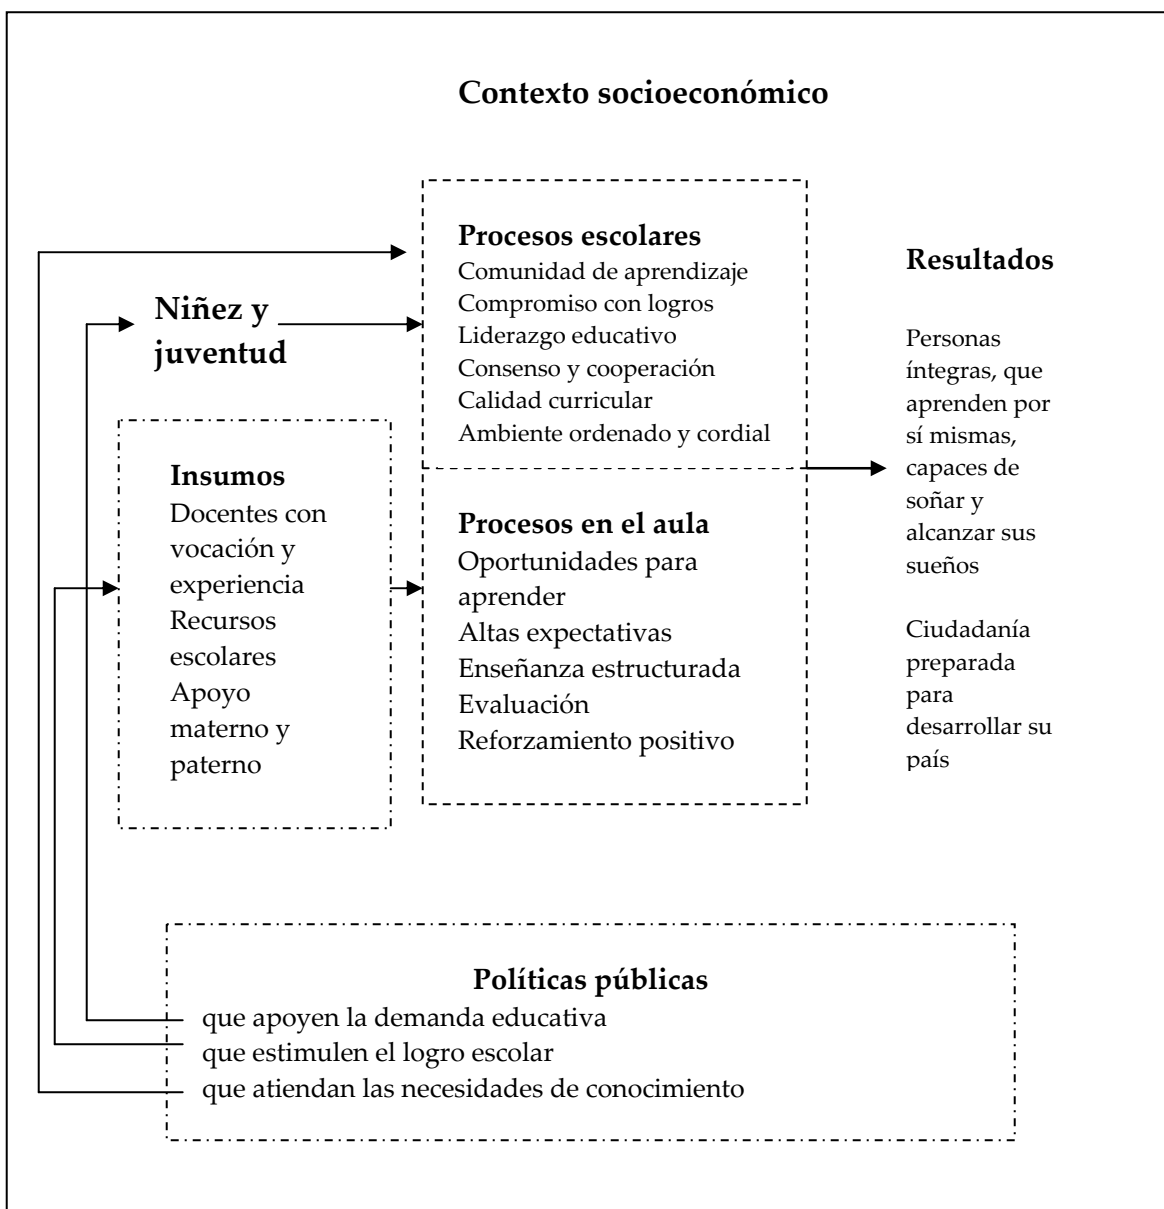 Contexto socioeconómico
Procesos escolares
Comunidad de aprendizaje
Compromiso con logros
Liderazgo educativo
Consenso y cooperación
Calidad curricular
Ambiente ordenado y cordial
Niñez y
juventud
Insumos
Docentes con
vocación y
experiencia
Recursos
escolares
Apoyo
materno y
paterno
Procesos en el aula
Oportunidades para
aprender
Altas expectativas
Enseñanza estructurada
Evaluación
Reforzamiento positivo
Resultados
Personas
íntegras, que
aprenden por
sí mismas,
capaces de
soñar y
alcanzar sus
sueños
Ciudadanía
preparada
para
desarrollar su
país
Políticas públicas
que apoyen la demanda educativa
que estimulen el logro escolar
que atiendan las necesidades de conocimiento